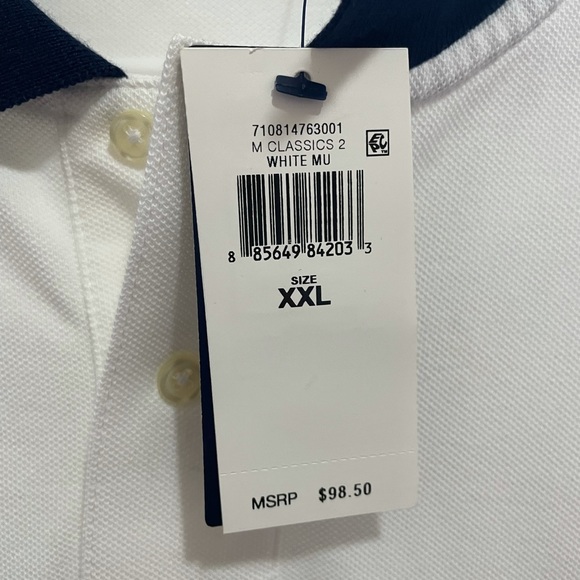 710814763001
M CLASSICS 2
WHITE MU
8 85649 84203 3
SIZE
XXL
MSRP $98.50